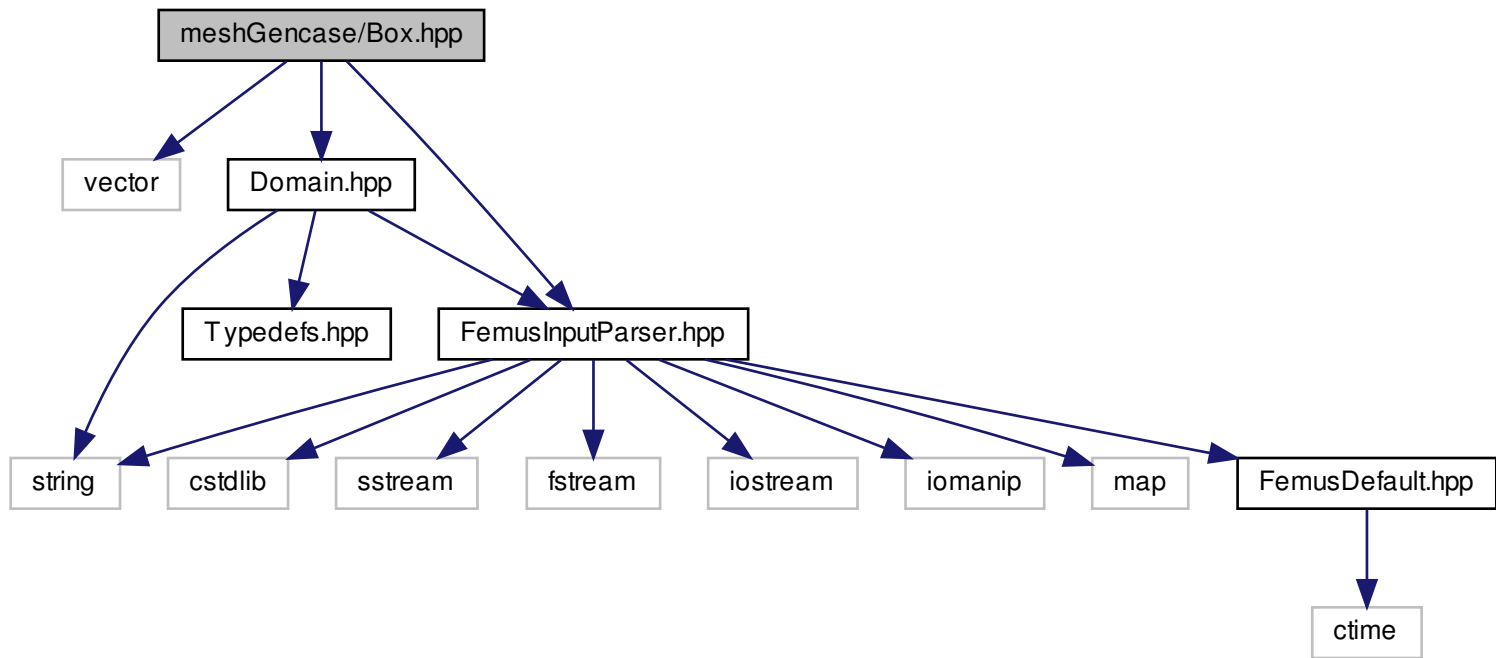 meshGencase/Box.hpp
vector
Domain.hpp
Typedefs.hpp
FemusInputParser.hpp
string
cstdlib
sstream
fstream
iostream
iomanip
map
FemusDefault.hpp
ctime